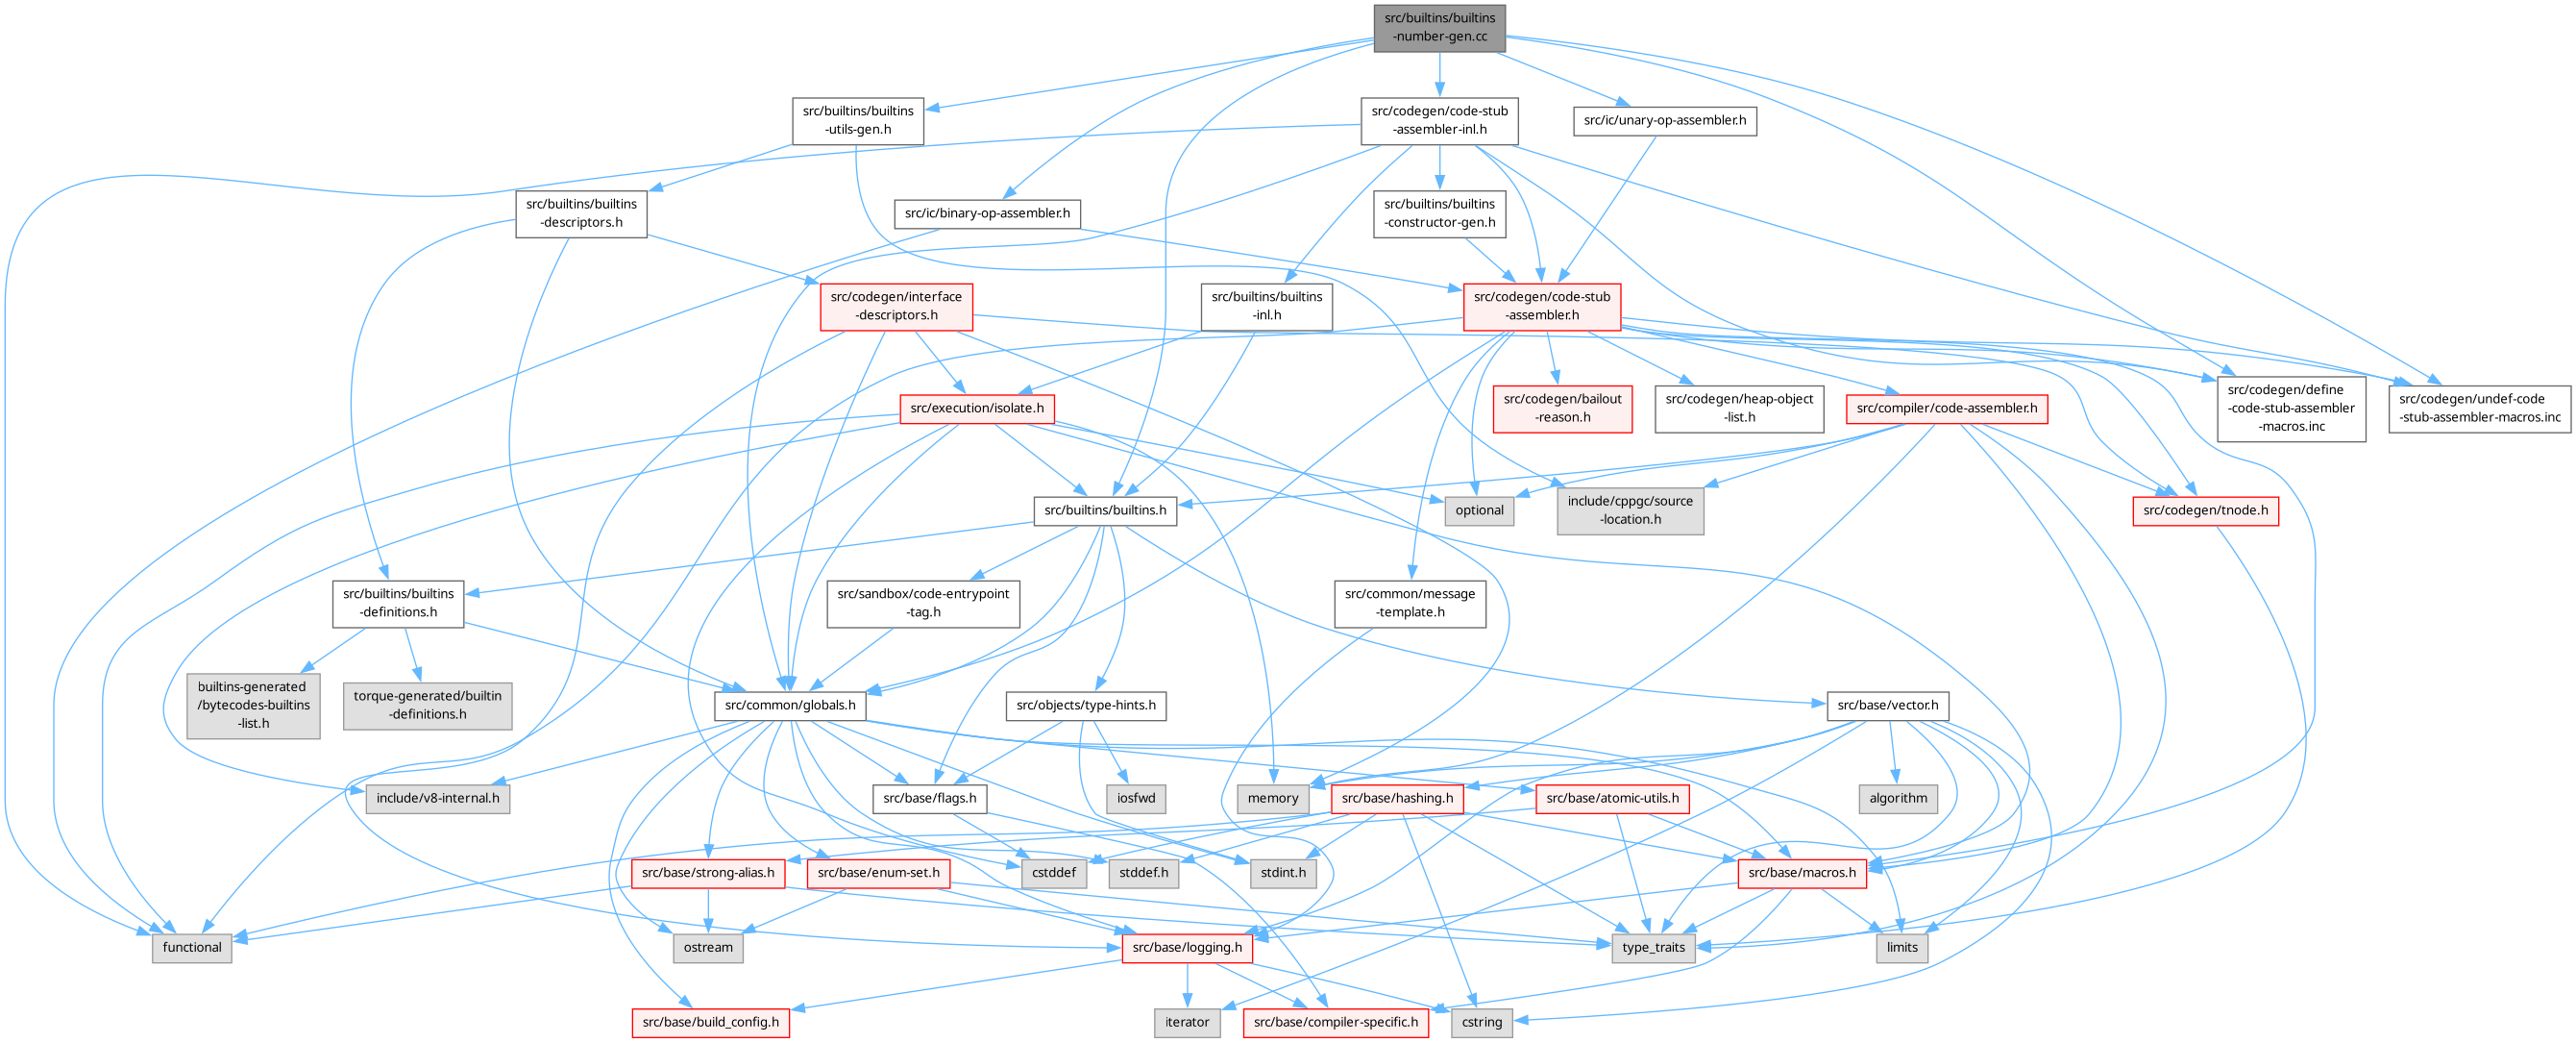 src/builtins/builtins
-number-gen.cc
src/builtins/builtins
-utils-gen.h
src/codegen/code-stub
-assembler-inl.h
src/ic/unary-op-assembler.h
src/builtins/builtins
-descriptors.h
src/ic/binary-op-assembler.h
src/builtins/builtins
-constructor-gen.h
src/codegen/interface
-descriptors.h
src/builtins/builtins
-inl.h
src/codegen/code-stub
-assembler.h
src/execution/isolate.h
src/codegen/bailout
-reason.h
src/codegen/heap-object
-list.h
src/compiler/code-assembler.h
src/codegen/define
-code-stub-assembler
-macros.inc
src/codegen/undef-code
-stub-assembler-macros.inc
src/builtins/builtins.h
optional
include/cppgc/source
-location.h
src/codegen/tnode.h
src/builtins/builtins
-definitions.h
src/sandbox/code-entrypoint
-tag.h
src/common/message
-template.h
builtins-generated
/bytecodes-builtins
-list.h
torque-generated/builtin
-definitions.h
src/common/globals.h
src/objects/type-hints.h
src/base/vector.h
include/v8-internal.h
src/base/flags.h
iosfwd
memory
src/base/hashing.h
src/base/atomic-utils.h
algorithm
src/base/strong-alias.h
src/base/enum-set.h
cstddef
stddef.h
stdint.h
src/base/macros.h
functional
ostream
src/base/logging.h
type_traits
limits
src/base/build_config.h
iterator
src/base/compiler-specific.h
cstring